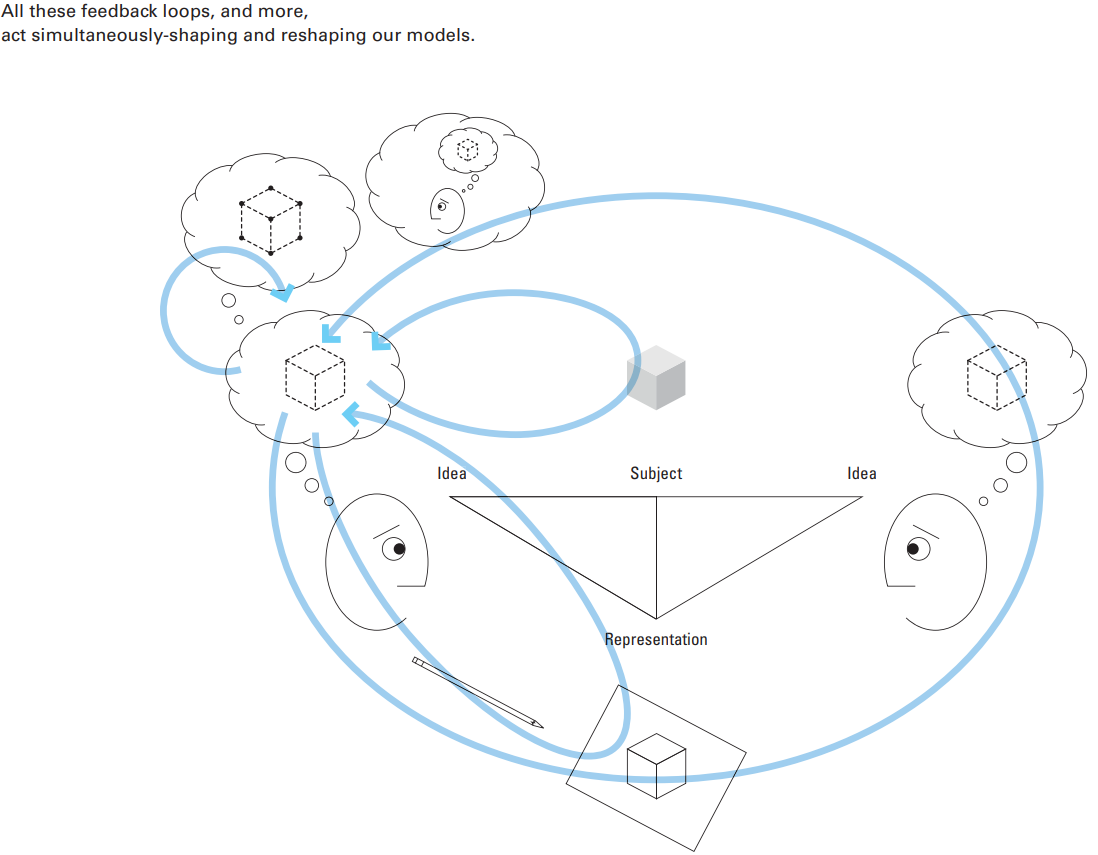 All these feedback loops, and more,
act simultaneously-shaping and reshaping our models.
Idea
Subject
Idea
Representation